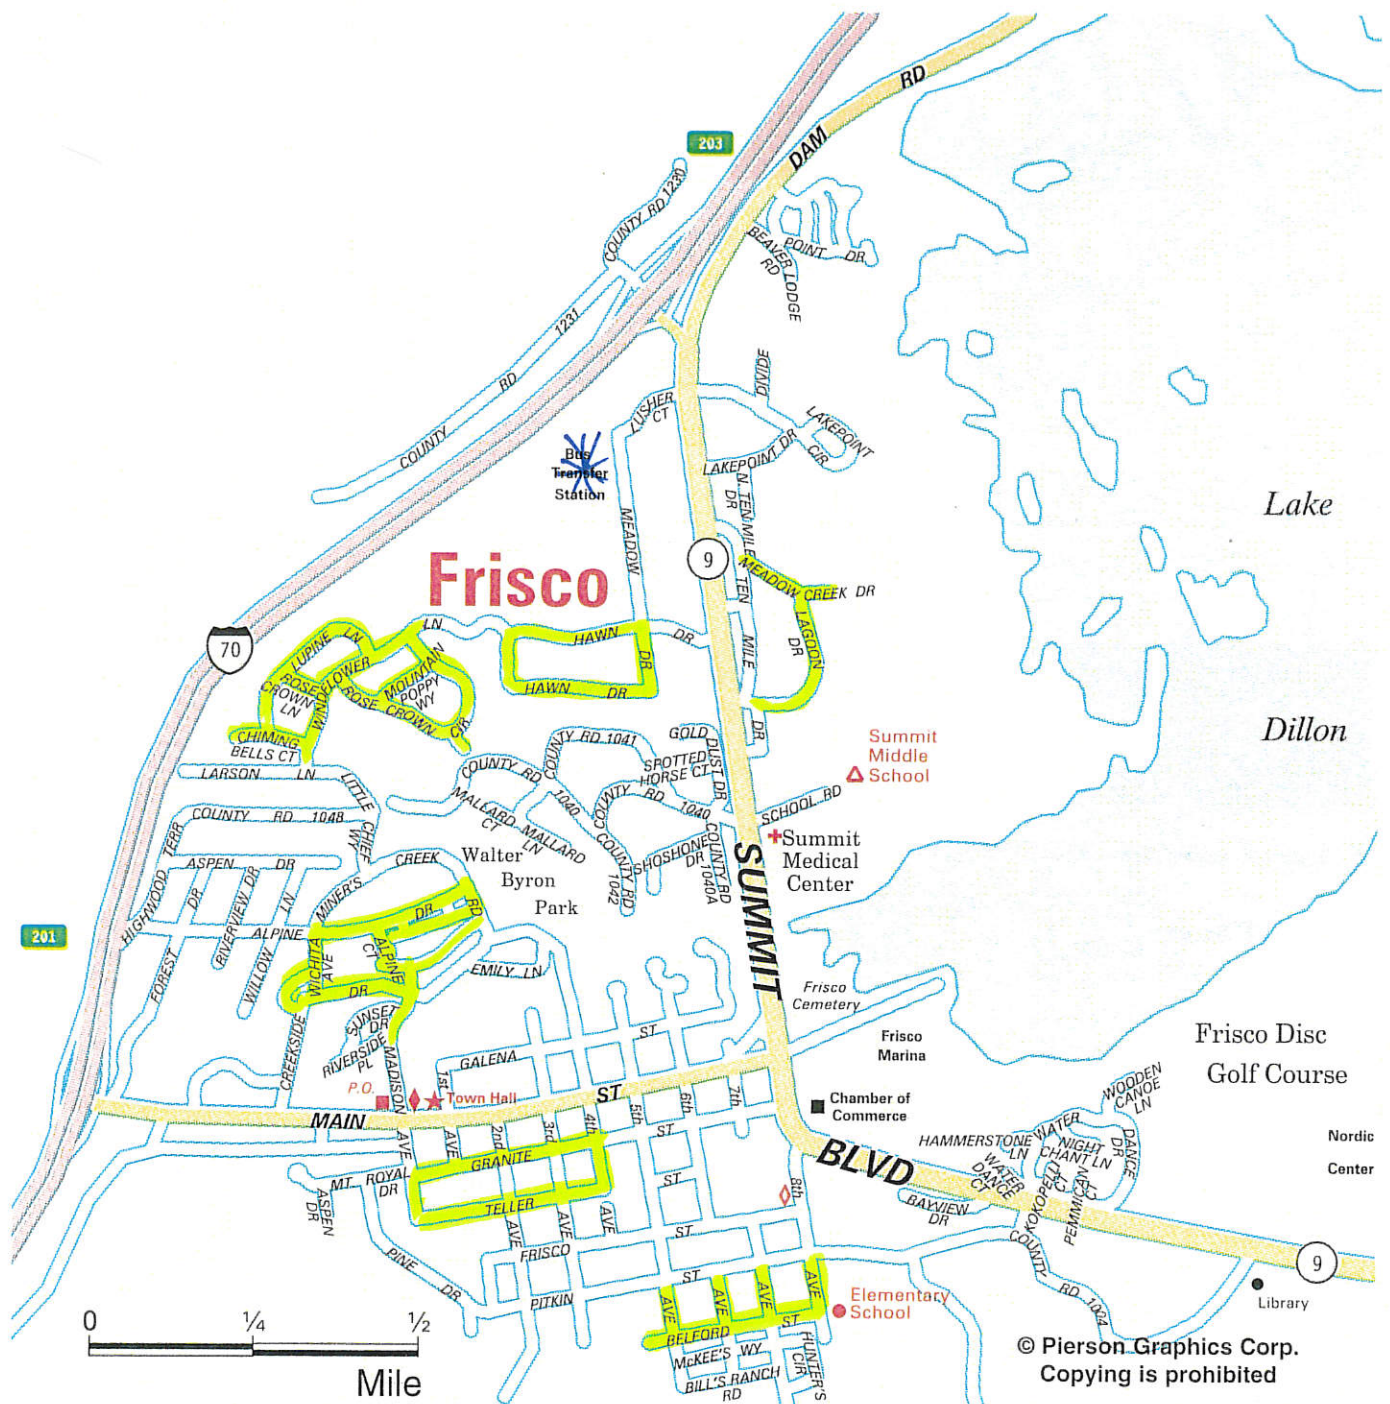 RD
DAM
203
COUNTY RD 1230
BEAVER LODGE RD
POINT DR
COUNTY RD 1231
DIVIDE
LUSHER CT
LAKEPOINT CIR
LAKEPOINT DR
Bus
Transfer
Station
N. TEN MILE DR
MEADOW
Lake
9
Frisco
MEADOW CREEK DR
TEN MILE DR
LAGOON DR
70
LUPINE LN
LN
HAWN DR
DR
HAWN DR
WINDFLOWER
MOUNTAIN
POPPY
WY
ROSE
CROWN
LN
ROSE CROWN CIR
CHIMING
BELLS CT
LARSON LN
Dillon
COUNTY RD 1041
GOLD DUST DR
SPOTTED
HORSE CT
Summit
Middle
School
COUNTY RD 1040
LITTLE CHIEF WY
MALLARD CT
MALLARD LN
COUNTY RD 1040
SCHOOL RD
COUNTY RD 1048
HIGHWOOD TERR
ASPEN DR
CREEK
MINER'S
Walter
Byron
Park
COUNTY RD 1042
SHOSHONE DR
COUNTY RD 1040A
Summit
Medical
Center
SUMMIT
201
FOREST DR
RIVERVIEW DR
WILLOW LN
ALPINE DR
RD
WICHITA AVE
ALPINE CT
DR
EMILY LN
SUNSET DR
RIVERSIDE PL
CREEKSIDE
MADISON AVE
GALENA ST
Frisco
Cemetery
Frisco
Marina
Frisco Disc
Golf Course
P.O.
1st AVE
Town Hall
MAIN ST
2nd AVE
3rd AVE
4th AVE
5th AVE
6th AVE
7th AVE
8th AVE
Chamber of
Commerce
BLVD
HAMMERSTONE LN
WATER DANCE DR
WOODEN CANOE LN
NIGHT CHANT LN
WATER DANCE CT
KOKOPELLI CT
PEMMICAN CT
Nordic
Center
BAYVIEW DR
GRANITE ST
MT. ROYAL DR
ASPEN DR
TELLER ST
FRISCO ST
PINE DR
PITKIN ST
COUNTY RD 1004
9
Library
Elementary
School
BELFORD ST
McKEE'S WY
BILL'S RANCH RD
HUNTER'S CIR
0 1/4 1/2
Mile
© Pierson Graphics Corp.
Copying is prohibited